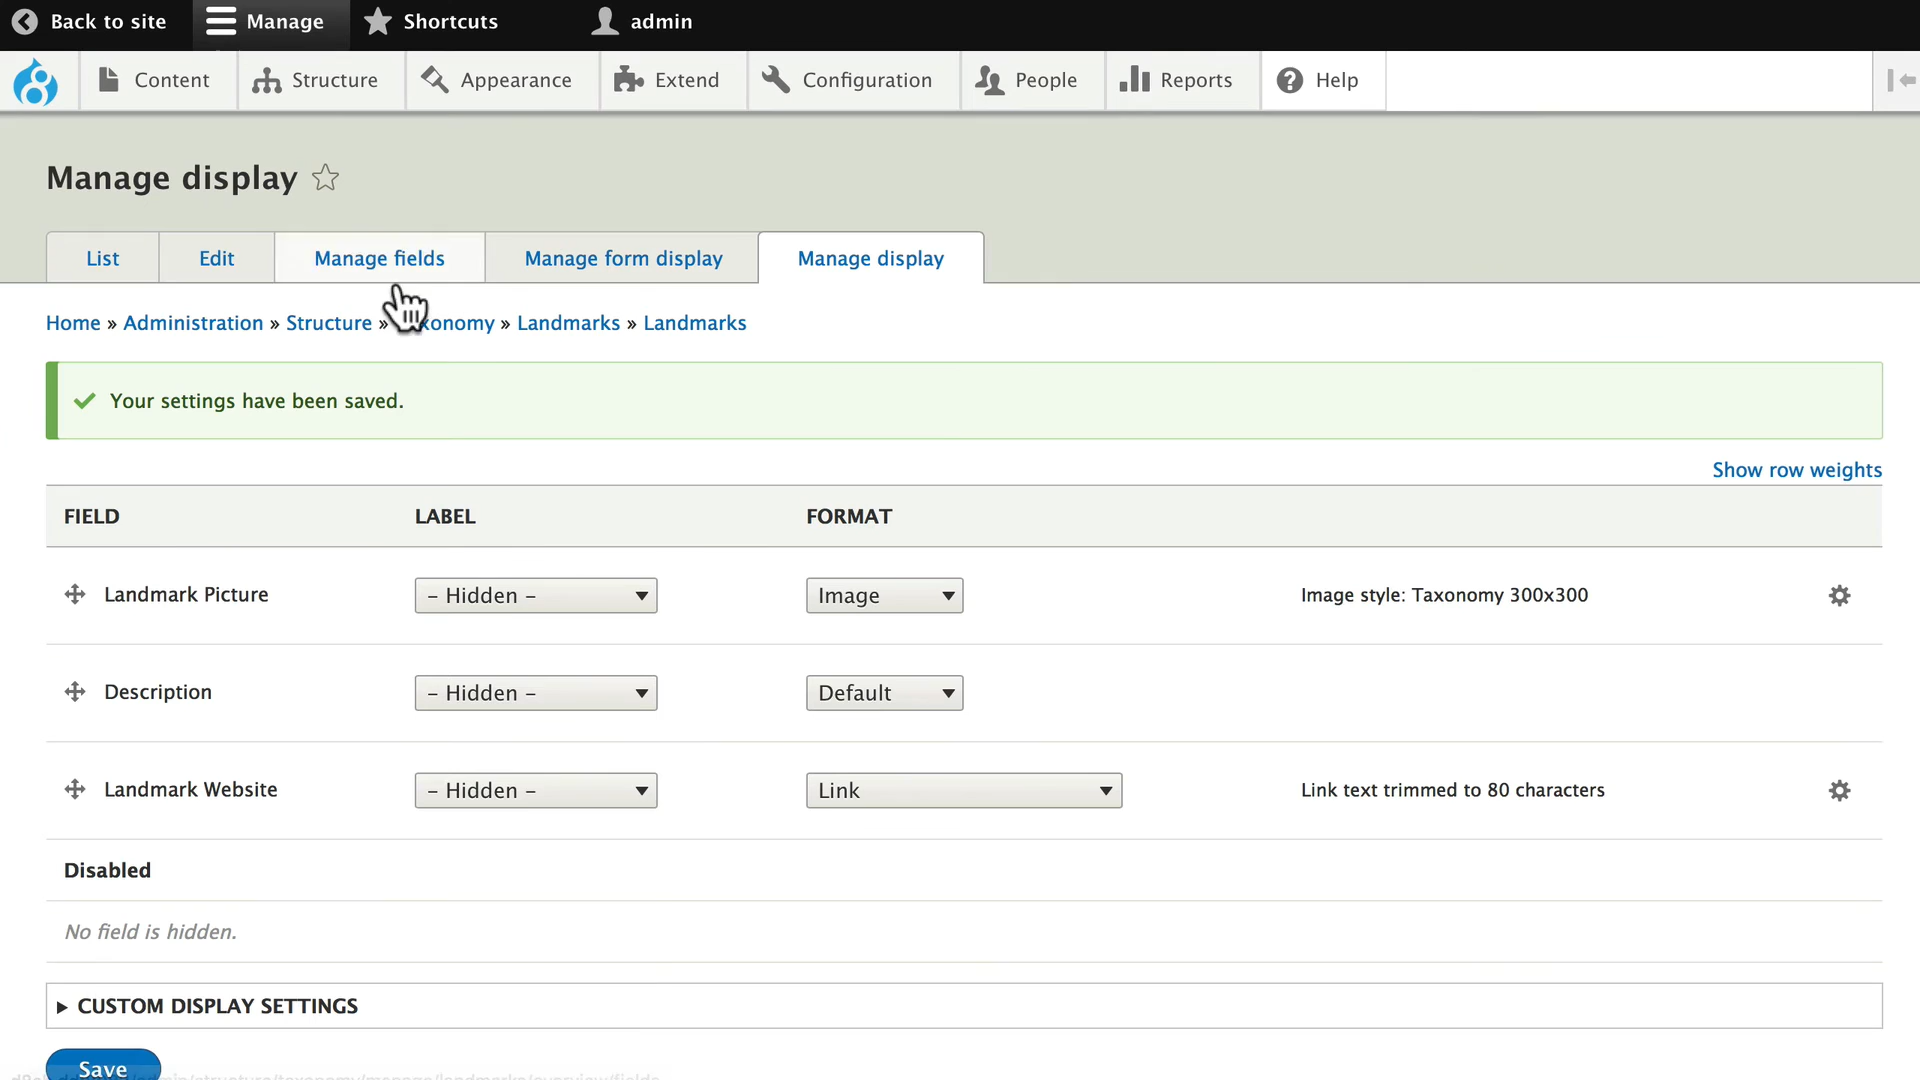 Back to site Manage Shortcuts admin
Content Structure Appearance Extend Configuration People Reports Help
Manage display
List Edit Manage fields Manage form display Manage display
Home » Administration » Structure » Taxonomy » Landmarks » Landmarks
Your settings have been saved.
Show row weights
FIELD LABEL FORMAT
Landmark Picture - Hidden - Image Image style: Taxonomy 300x300
Description - Hidden - Default
Landmark Website - Hidden - Link Link text trimmed to 80 characters
Disabled
No field is hidden.
CUSTOM DISPLAY SETTINGS
Save